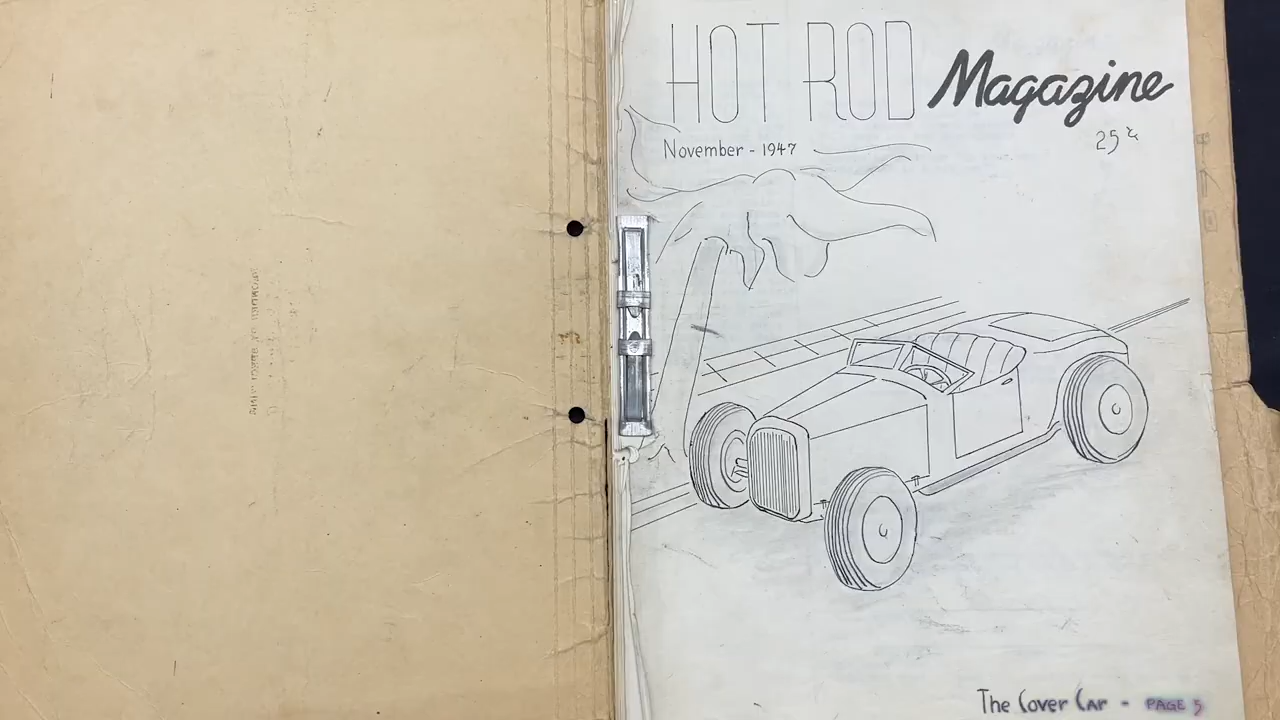 HOT ROD Magazine
25¢
November - 1947
The Cover Car - PAGE 5